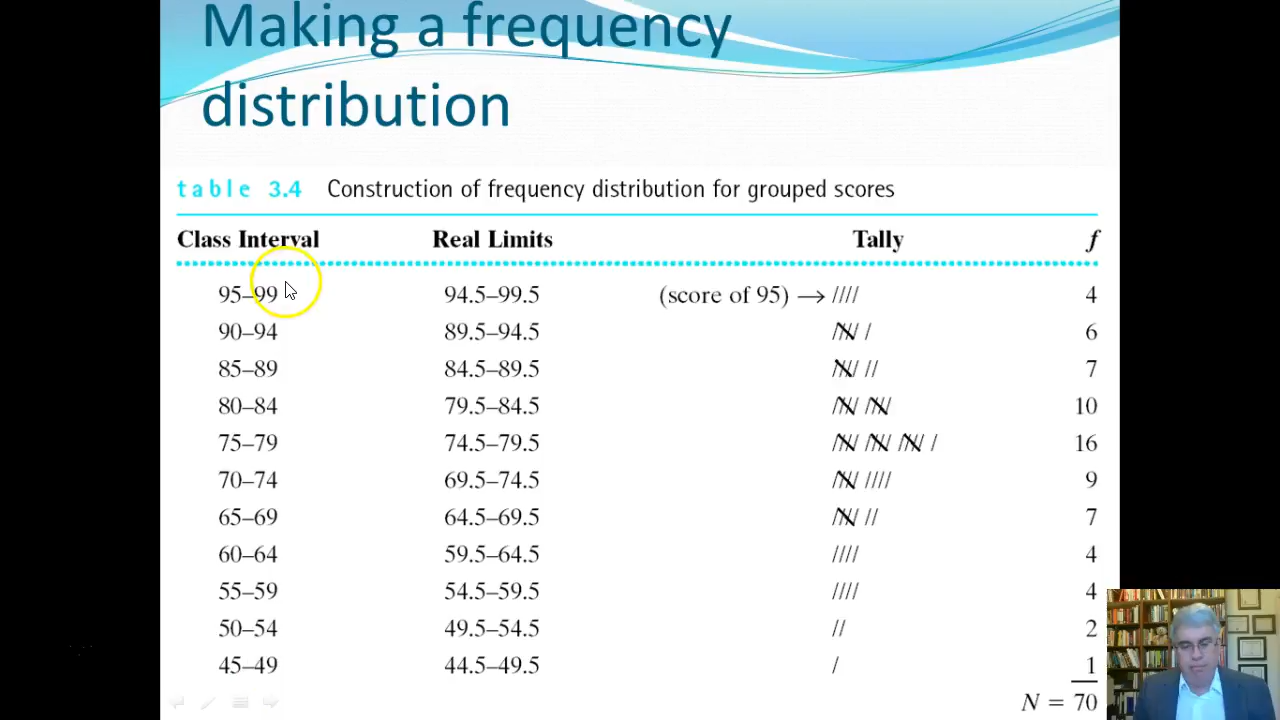 Making a frequency
distribution
table 3.4 Construction of frequency distribution for grouped scores
Class Interval Real Limits Tally f
95–99 94.5–99.5 (score of 95) → //// 4
90–94 89.5–94.5 //// / 6
85–89 84.5–89.5 //// // 7
80–84 79.5–84.5 //// //// 10
75–79 74.5–79.5 //// //// //// / 16
70–74 69.5–74.5 //// //// 9
65–69 64.5–69.5 //// // 7
60–64 59.5–64.5 //// 4
55–59 54.5–59.5 //// 4
50–54 49.5–54.5 // 2
45–49 44.5–49.5 / 1
N = 70